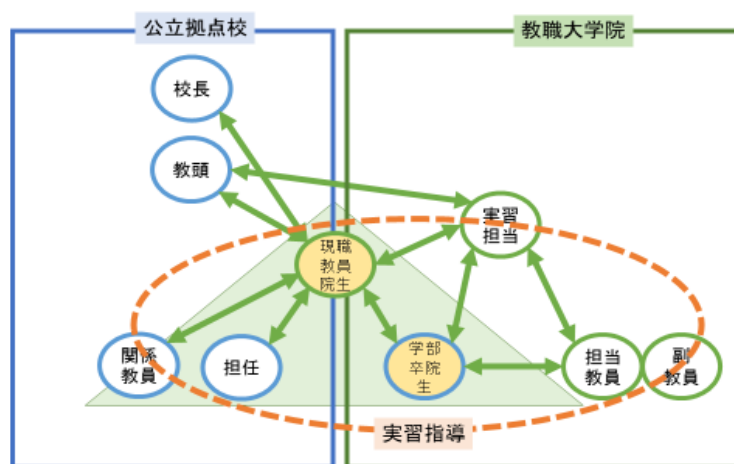 公立拠点校
教職大学院
校長
教頭
実習
担当
現職
教員
院生
関係
教員
担任
学部
卒院
生
担当
教員
副
教員
実習指導